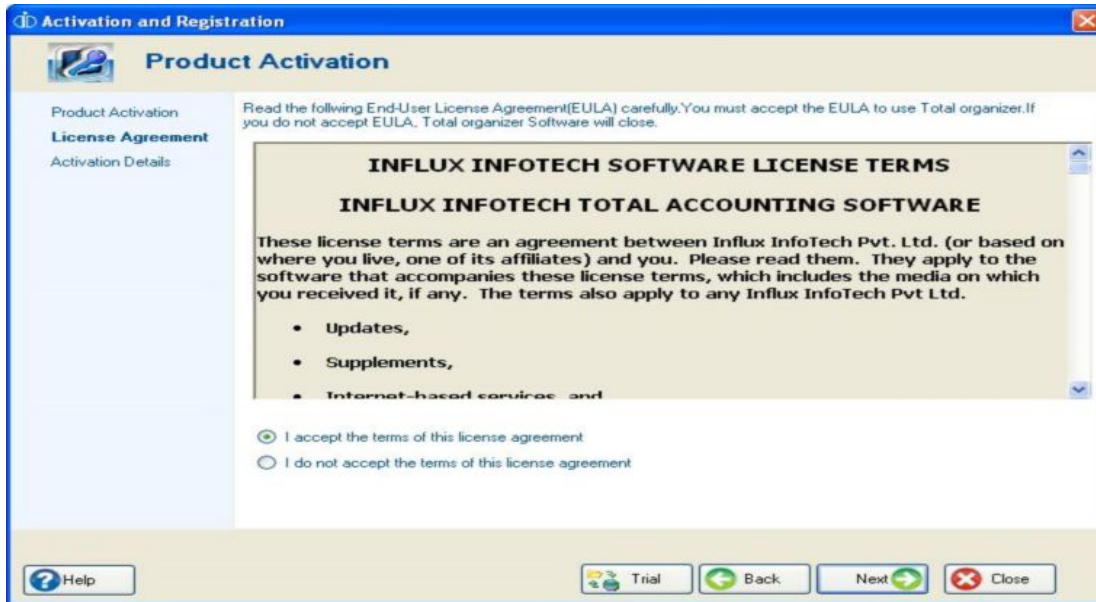 Activation and Registration
Product Activation
Product Activation
License Agreement
Activation Details
Read the follwing End-User License Agreement(EULA) carefully.You must accept the EULA to use Total organizer.If
you do not accept EULA, Total organizer Software will close.
INFLUX INFOTECH SOFTWARE LICENSE TERMS
INFLUX INFOTECH TOTAL ACCOUNTING SOFTWARE
These license terms are an agreement between Influx InfoTech Pvt. Ltd. (or based on
where you live, one of its affiliates) and you.  Please read them.  They apply to the
software that accompanies these license terms, which includes the media on which
you received it, if any.  The terms also apply to any Influx InfoTech Pvt Ltd.
• Updates,
• Supplements,
• Internet-based services, and
I accept the terms of this license agreement
I do not accept the terms of this license agreement
Help
Trial
Back
Next
Close